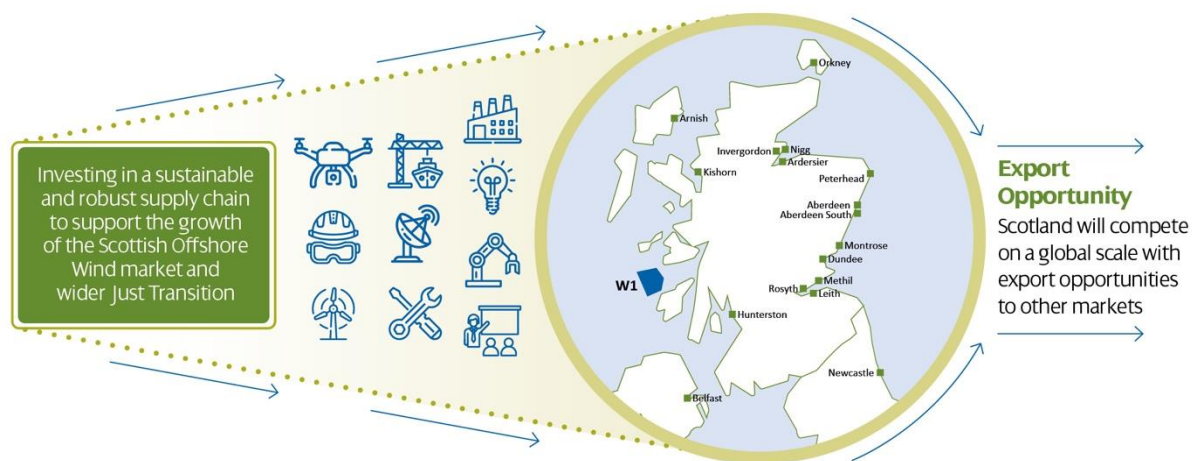 Investing in a sustainable
and robust supply chain
to support the growth
of the Scottish Offshore
Wind market and
wider Just Transition
Orkney
Arnish
Invergordon
Nigg
Ardersier
Kishorn
Peterhead
Aberdeen
Aberdeen South
Montrose
Dundee
W1
Methil
Rosyth
Leith
Hunterston
Newcastle
Belfast
Export
Opportunity
Scotland will compete
on a global scale with
export opportunities
to other markets